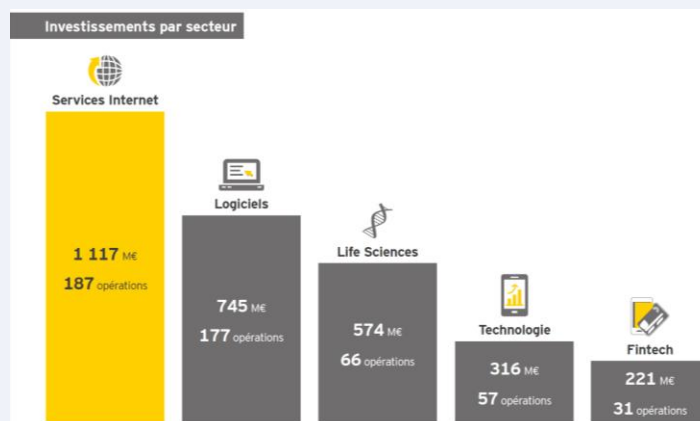 Investissements par secteur
Services Internet
1 117 M€
187 opérations
Logiciels
745 M€
177 opérations
Life Sciences
574 M€
66 opérations
Technologie
316 M€
57 opérations
Fintech
221 M€
31 opérations